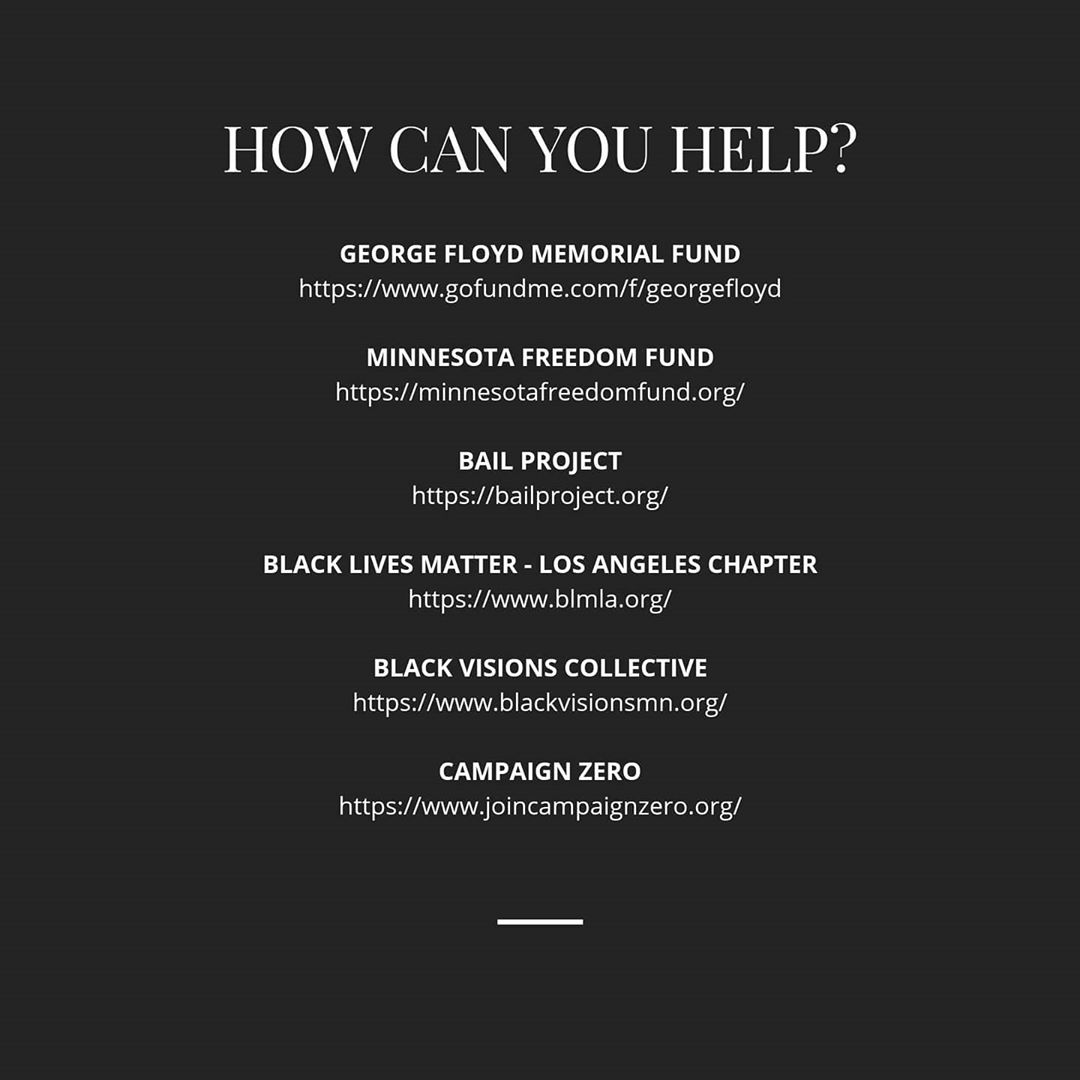 HOW CAN YOU HELP?
GEORGE FLOYD MEMORIAL FUND
https://www.gofundme.com/f/georgefloyd
MINNESOTA FREEDOM FUND
https://minnesotafreedomfund.org/
BAIL PROJECT
https://bailproject.org/
BLACK LIVES MATTER - LOS ANGELES CHAPTER
https://www.blmla.org/
BLACK VISIONS COLLECTIVE
https://www.blackvisionsmn.org/
CAMPAIGN ZERO
https://www.joincampaignzero.org/